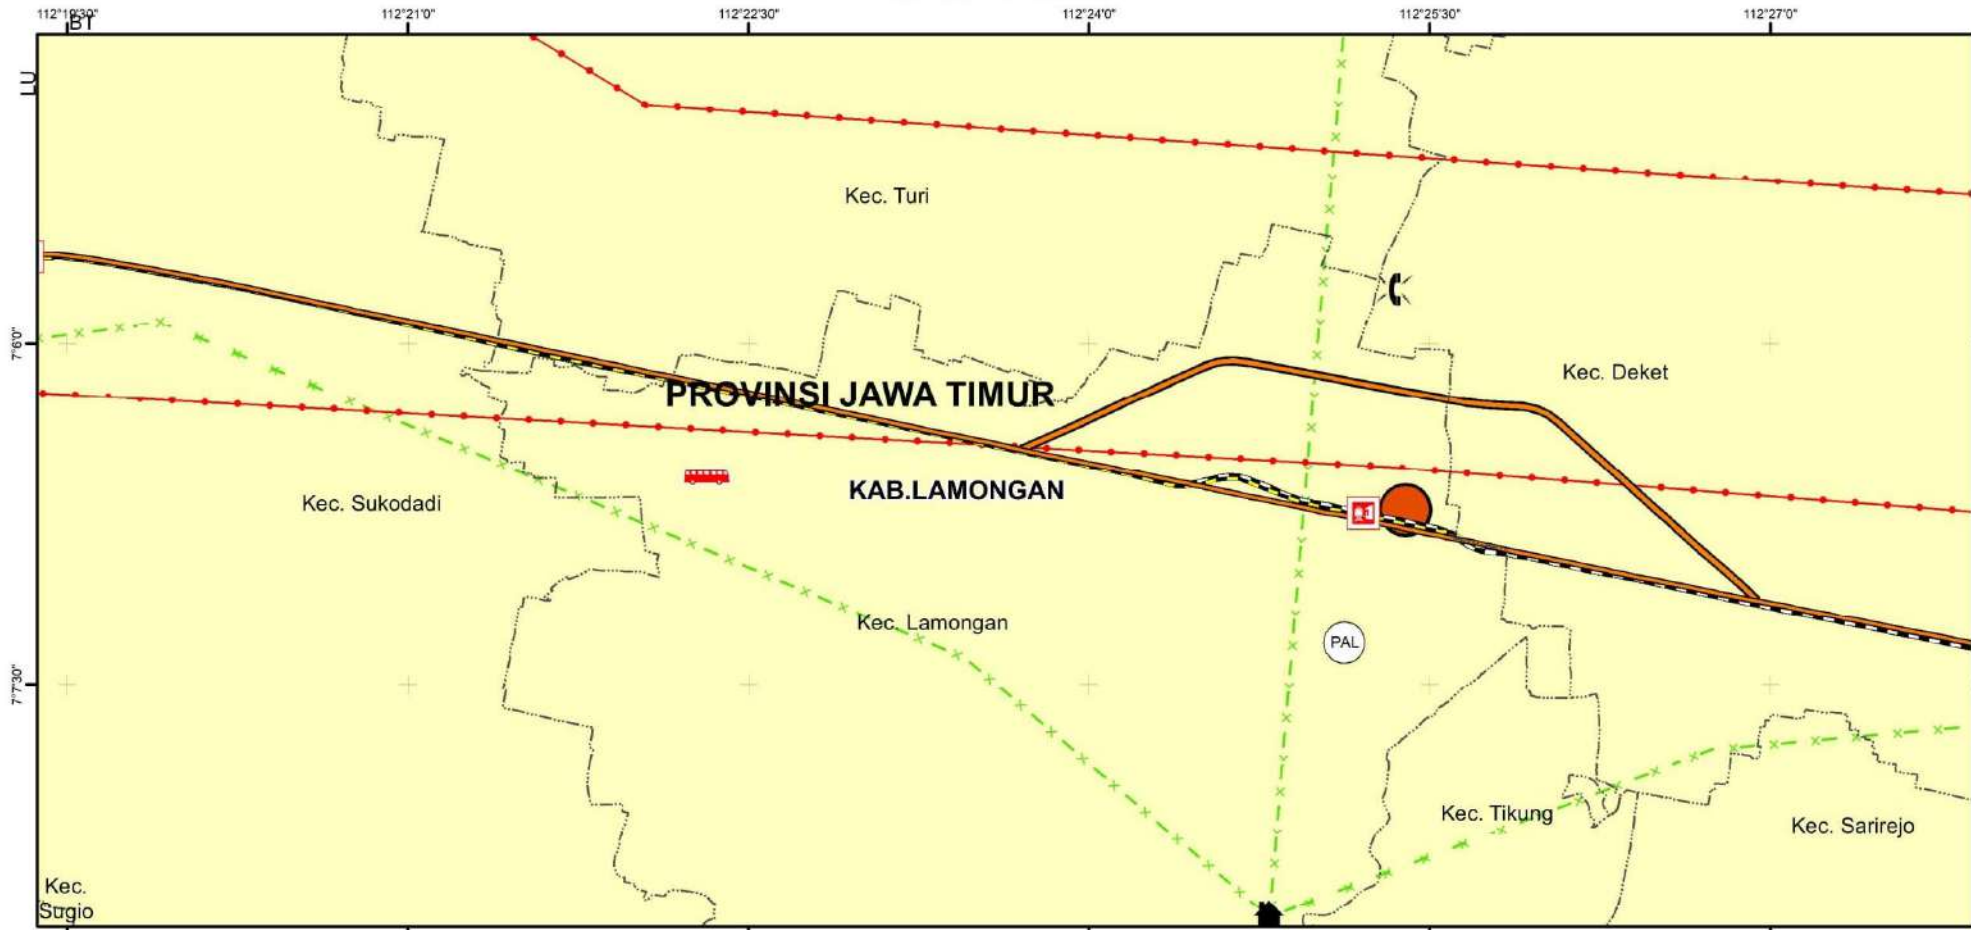 112°19'30"
112°21'0"
112°22'30"
112°24'0"
112°25'30"
112°27'0"
BT
LU
Kec. Turi
7°6'0"
Kec. Deket
PROVINSI JAWA TIMUR
KAB.LAMONGAN
Kec. Sukodadi
Kec. Lamongan
PAL
7°7'30"
Kec. Tikung
Kec. Sarirejo
Kec.
Sugio